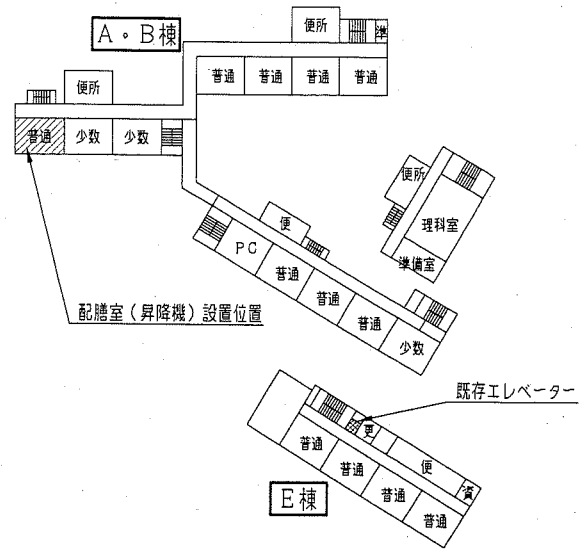 A・B棟
便所
準
普通
普通
普通
普通
便所
普通
少数
少数
便所
理科室
準備室
便
PC
普通
普通
普通
少数
配膳室（昇降機）設置位置
既存エレベーター
更
便
資
普通
普通
普通
普通
E棟